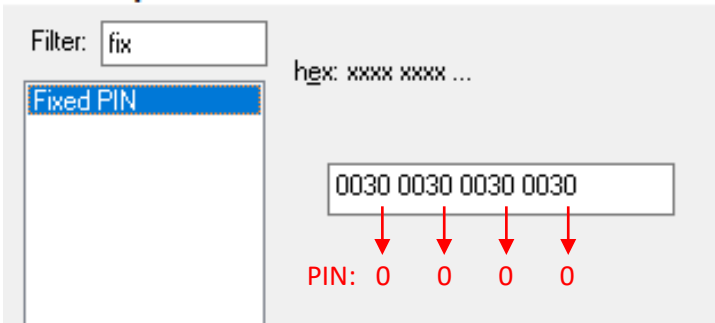 Filter: fix
hex: xxxx xxxx ...
Fixed PIN
0030 0030 0030 0030
PIN: 0 0 0 0